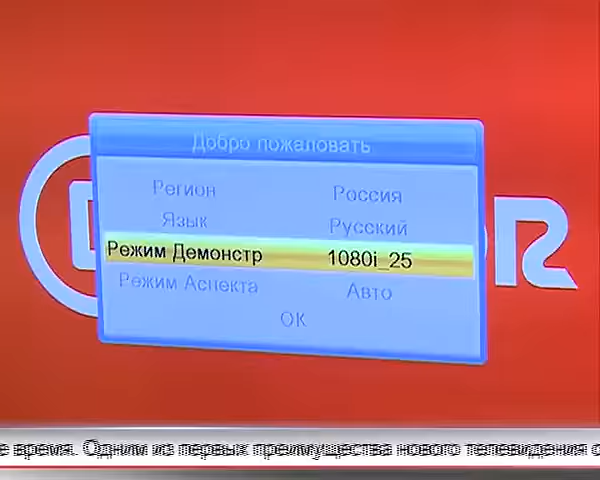 Добро пожаловать
Регион Россия
Язык Русский
Режим Демонстр 1080i_25
Режим Аспекта Авто
OK
R
е время. Одним из первых преимущества нового телевидения с